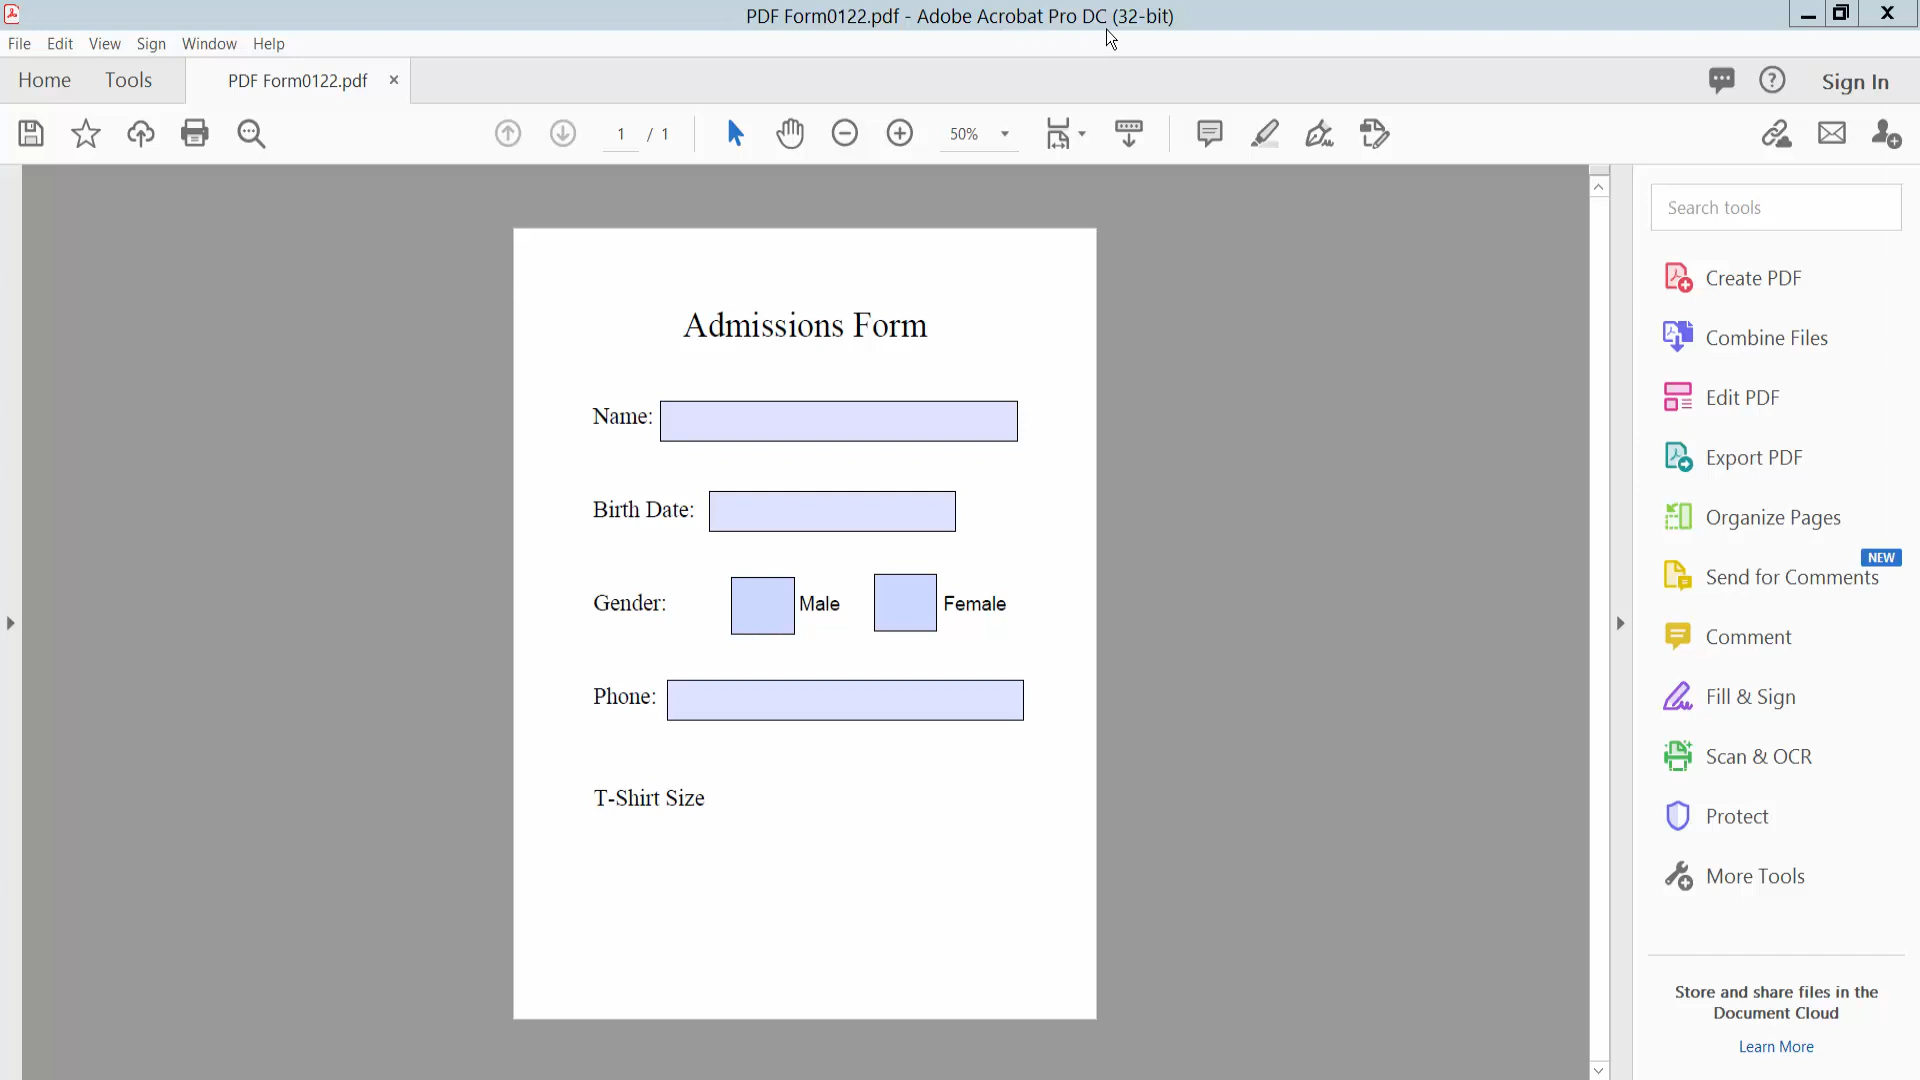 PDF Form0122.pdf - Adobe Acrobat Pro DC (32-bit)
File Edit View Sign Window Help
Home Tools PDF Form0122.pdf × Sign In
1 / 1 50%
Search tools
Create PDF
Combine Files
Edit PDF
Export PDF
Organize Pages
NEW
Send for Comments
Comment
Fill & Sign
Scan & OCR
Protect
More Tools
Store and share files in the
Document Cloud
Learn More
Admissions Form
Name:
Birth Date:
Gender: Male Female
Phone:
T-Shirt Size